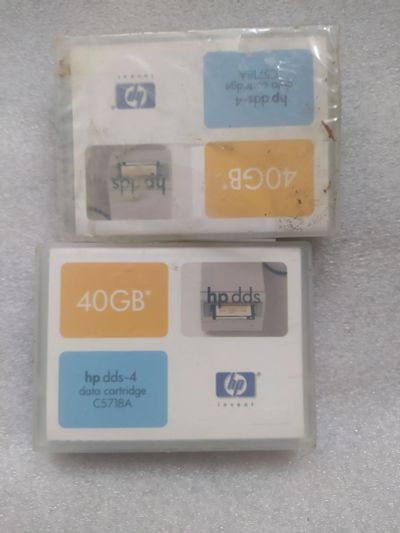 hp
invent
hp dds-4
data cartridge
C5718A
hp dds
40GB*
40GB*
hp dds
hp dds-4
data cartridge
C5718A
hp
invent